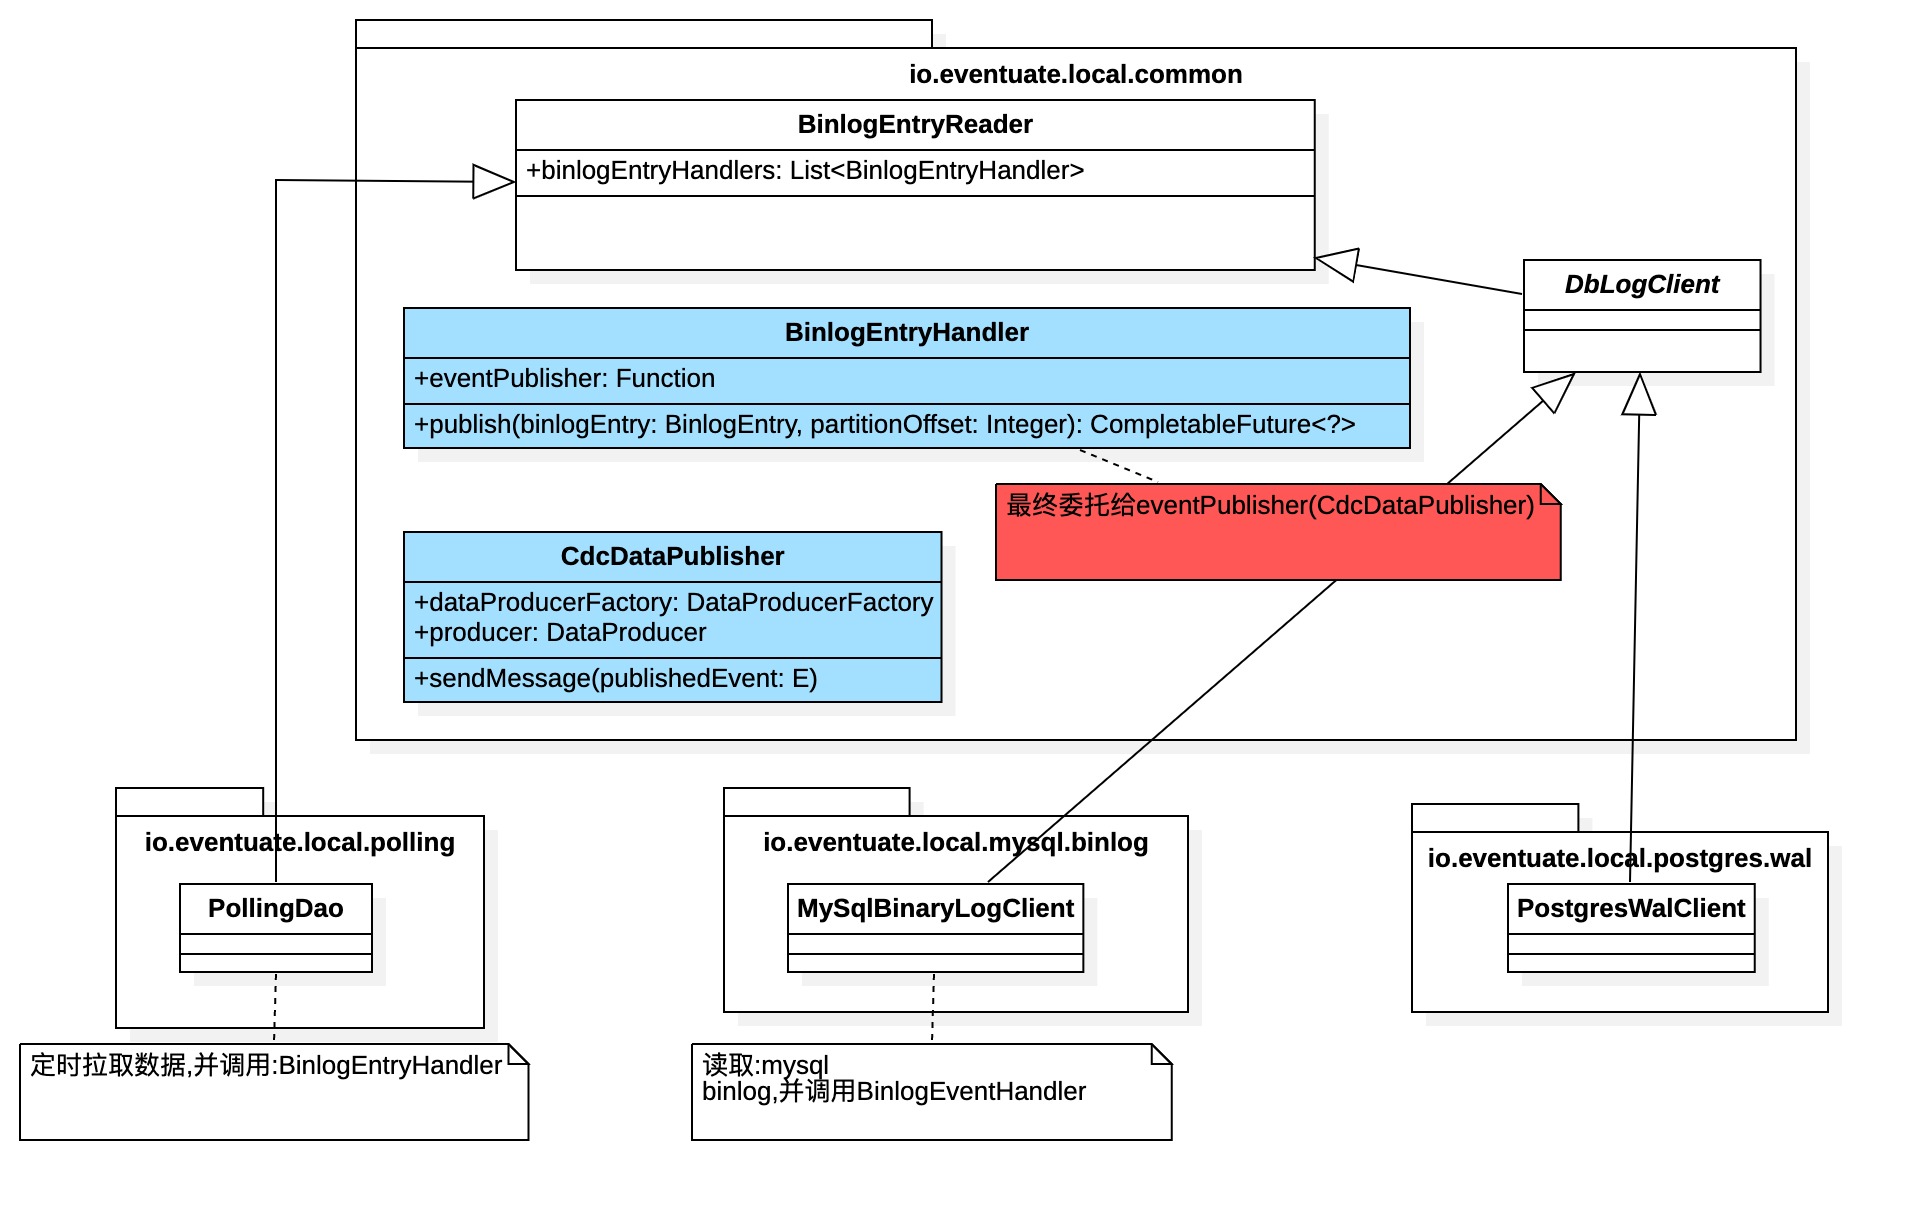 io.eventuate.local.common
BinlogEntryReader
+binlogEntryHandlers: List<BinlogEntryHandler>
DbLogClient
BinlogEntryHandler
+eventPublisher: Function
+publish(binlogEntry: BinlogEntry, partitionOffset: Integer): CompletableFuture<?>
最终委托给eventPublisher(CdcDataPublisher)
CdcDataPublisher
+dataProducerFactory: DataProducerFactory
+producer: DataProducer
+sendMessage(publishedEvent: E)
io.eventuate.local.polling
PollingDao
定时拉取数据,并调用:BinlogEntryHandler
io.eventuate.local.mysql.binlog
MySqlBinaryLogClient
读取:mysql
binlog,并调用BinlogEventHandler
io.eventuate.local.postgres.wal
PostgresWalClient